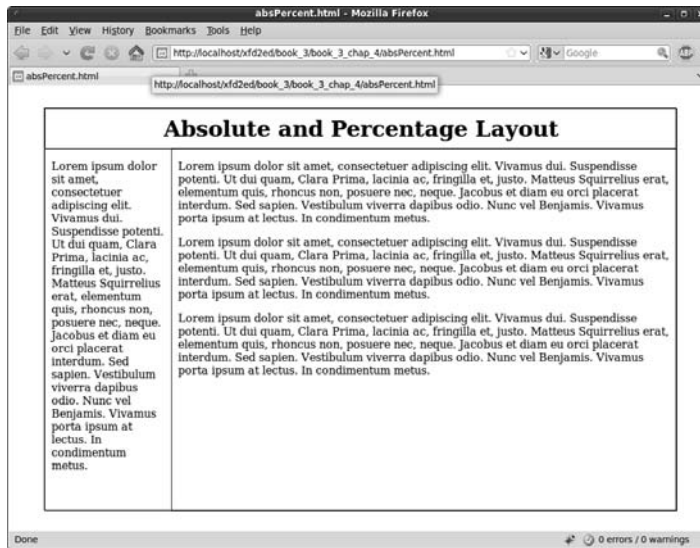 absPercent.html - Mozilla Firefox
File Edit View History Bookmarks Tools Help
http://localhost/xfd2ed/book_3/book_3_chap_4/absPercent.html
Google
absPercent.html
http://localhost/xfd2ed/book_3/book_3_chap_4/absPercent.html
Absolute and Percentage Layout
Lorem ipsum dolor
sit amet,
consectetuer
adipiscing elit.
Vivamus dui.
Suspendisse potenti.
Ut dui quam, Clara
Prima, lacinia ac,
fringilla et, justo.
Matteus Squirrelius
erat, elementum
quis, rhoncus non,
posuere nec, neque.
Jacobus et diam eu
orci placerat
interdum. Sed
sapien. Vestibulum
viverra dapibus
odio. Nunc vel
Benjamis. Vivamus
porta ipsum at
lectus. In
condimentum
metus.
Lorem ipsum dolor sit amet, consectetuer adipiscing elit. Vivamus dui. Suspendisse
potenti. Ut dui quam, Clara Prima, lacinia ac, fringilla et, justo. Matteus Squirrelius erat,
elementum quis, rhoncus non, posuere nec, neque. Jacobus et diam eu orci placerat
interdum. Sed sapien. Vestibulum viverra dapibus odio. Nunc vel Benjamis. Vivamus
porta ipsum at lectus. In condimentum metus.
Lorem ipsum dolor sit amet, consectetuer adipiscing elit. Vivamus dui. Suspendisse
potenti. Ut dui quam, Clara Prima, lacinia ac, fringilla et, justo. Matteus Squirrelius erat,
elementum quis, rhoncus non, posuere nec, neque. Jacobus et diam eu orci placerat
interdum. Sed sapien. Vestibulum viverra dapibus odio. Nunc vel Benjamis. Vivamus
porta ipsum at lectus. In condimentum metus.
Lorem ipsum dolor sit amet, consectetuer adipiscing elit. Vivamus dui. Suspendisse
potenti. Ut dui quam, Clara Prima, lacinia ac, fringilla et, justo. Matteus Squirrelius erat,
elementum quis, rhoncus non, posuere nec, neque. Jacobus et diam eu orci placerat
interdum. Sed sapien. Vestibulum viverra dapibus odio. Nunc vel Benjamis. Vivamus
porta ipsum at lectus. In condimentum metus.
Done
0 errors / 0 warnings